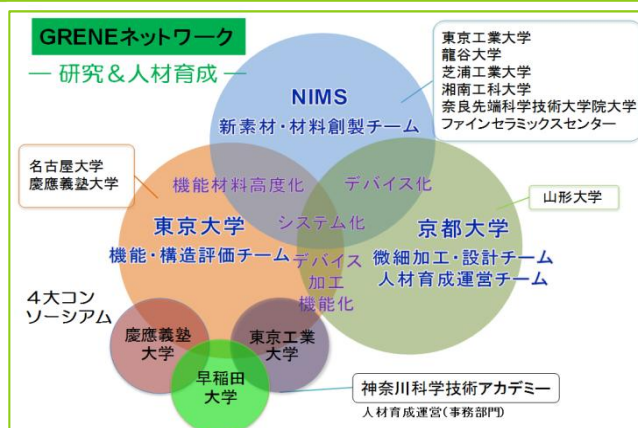 GRENEネットワーク
― 研究＆人材育成 ―
NIMS
新素材・材料創製チーム
東京工業大学
龍谷大学
芝浦工業大学
湘南工科大学
奈良先端科学技術大学院大学
ファインセラミックスセンター
名古屋大学
慶應義塾大学
機能材料高度化
デバイス化
山形大学
東京大学
機能・構造評価チーム
システム化
京都大学
微細加工・設計チーム
人材育成運営チーム
デバイス
加工
機能化
４大コン
ソーシアム
慶應義塾
大学
東京工業
大学
早稲田
大学
神奈川科学技術アカデミー
人材育成運営(事務部門)